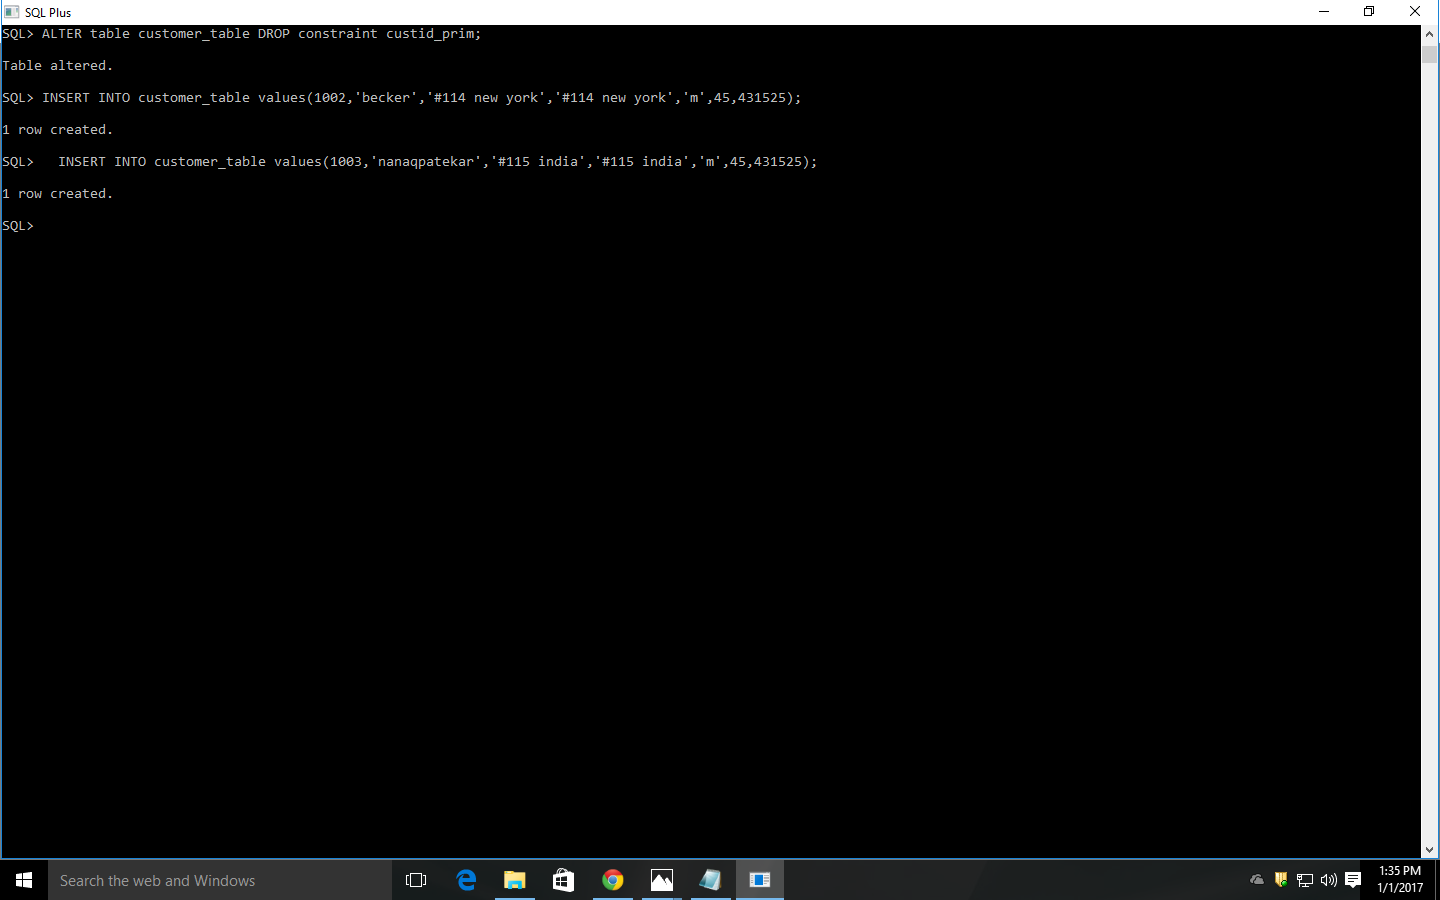 SQL Plus
SQL> ALTER table customer_table DROP constraint custid_prim;
Table altered.
SQL> INSERT INTO customer_table values(1002,'becker','#114 new york','#114 new york','m',45,431525);
1 row created.
SQL>   INSERT INTO customer_table values(1003,'nanaqpatekar','#115 india','#115 india','m',45,431525);
1 row created.
SQL>
Search the web and Windows
1:35 PM
1/1/2017